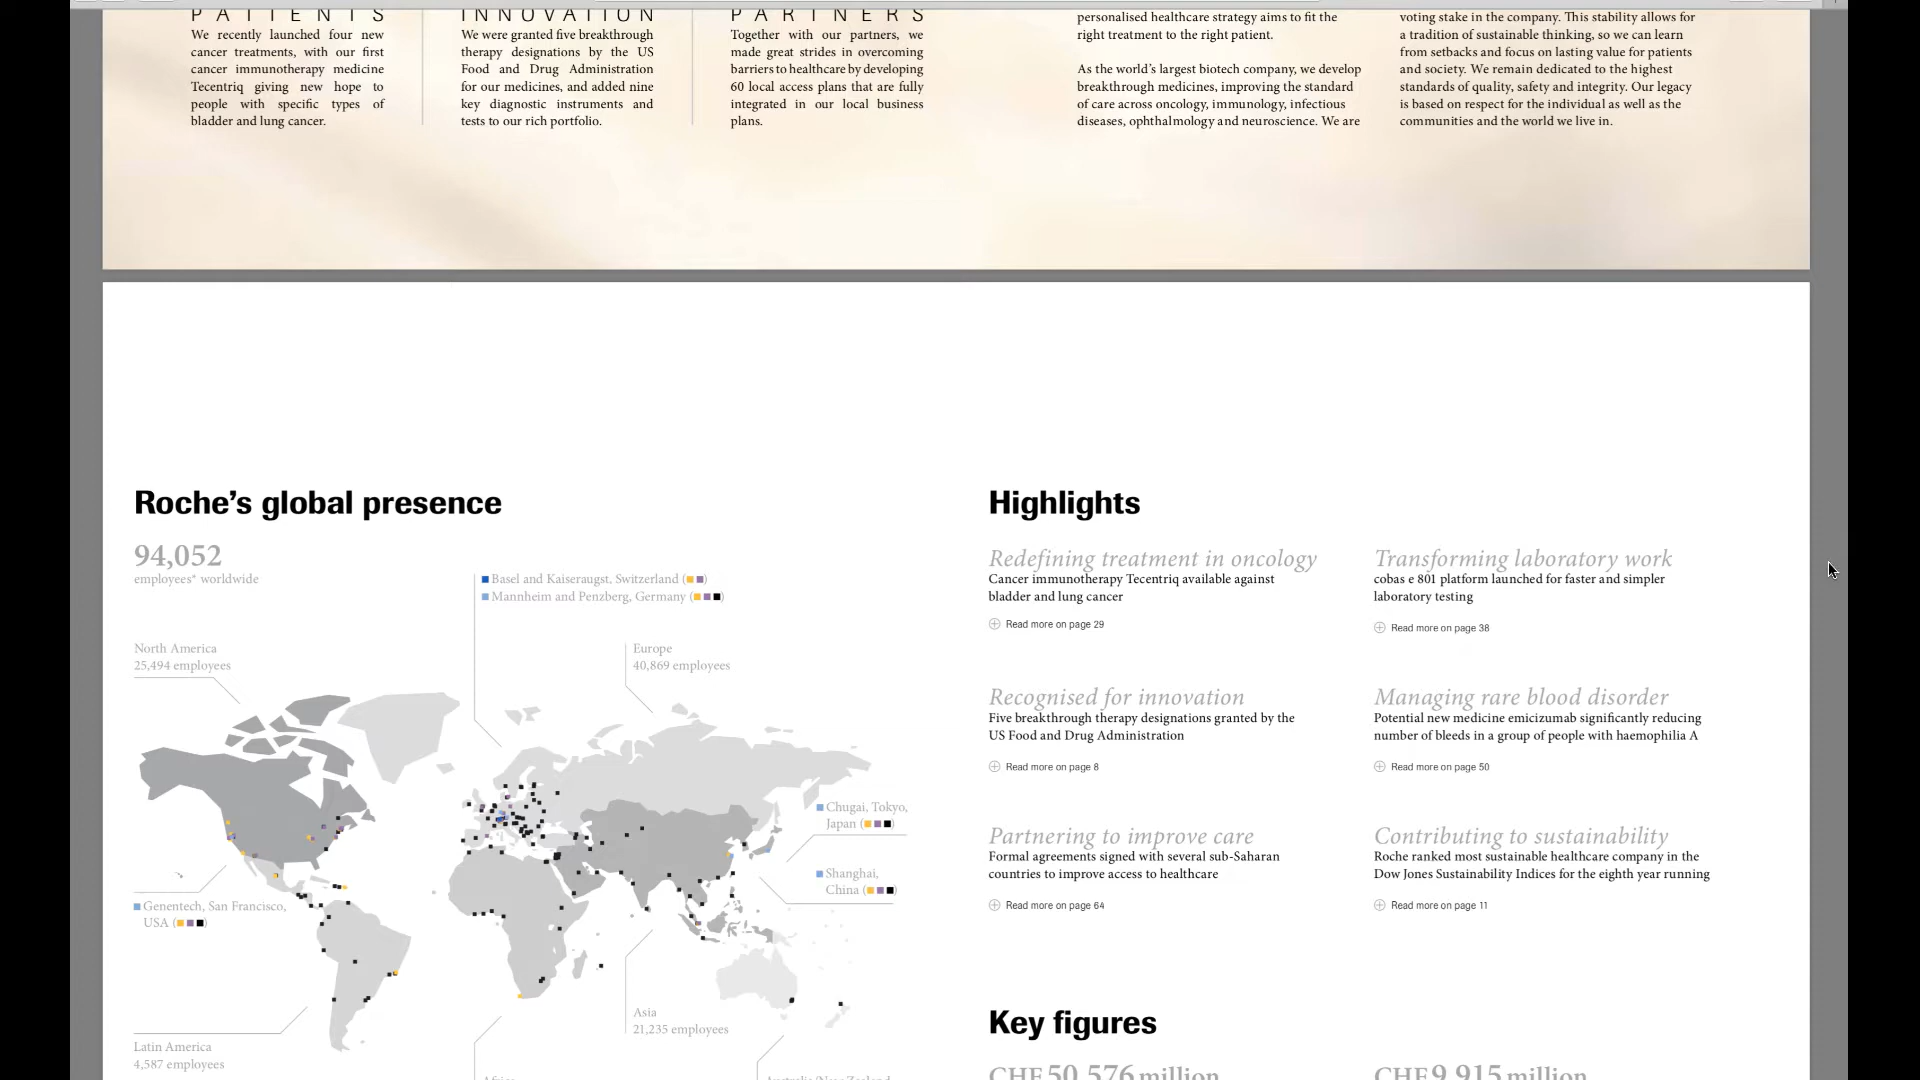 PATIENTS
We recently launched four new
cancer treatments, with our first
cancer immunotherapy medicine
Tecentriq giving new hope to
people with specific types of
bladder and lung cancer.
INNOVATION
We were granted five breakthrough
therapy designations by the US
Food and Drug Administration
for our medicines, and added nine
key diagnostic instruments and
tests to our rich portfolio.
PARTNERS
Together with our partners, we
made great strides in overcoming
barriers to healthcare by developing
60 local access plans that are fully
integrated in our local business
plans.
personalised healthcare strategy aims to fit the
right treatment to the right patient.
As the world's largest biotech company, we develop
breakthrough medicines, improving the standard
of care across oncology, immunology, infectious
diseases, ophthalmology and neuroscience. We are
voting stake in the company. This stability allows for
a tradition of sustainable thinking, so we can learn
from setbacks and focus on lasting value for patients
and society. We remain dedicated to the highest
standards of quality, safety and integrity. Our legacy
is based on respect for the individual as well as the
communities and the world we live in.
Roche's global presence
94,052
employees* worldwide
Basel and Kaiseraugst, Switzerland ( )
Mannheim and Penzberg, Germany ( )
North America
25,494 employees
Europe
40,869 employees
Chugai, Tokyo,
Japan ( )
Shanghai,
China ( )
Genentech, San Francisco,
USA ( )
Asia
21,235 employees
Latin America
4,587 employees
Africa
Australia/New Zealand
Highlights
Redefining treatment in oncology
Cancer immunotherapy Tecentriq available against
bladder and lung cancer
Read more on page 29
Transforming laboratory work
cobas e 801 platform launched for faster and simpler
laboratory testing
Read more on page 38
Recognised for innovation
Five breakthrough therapy designations granted by the
US Food and Drug Administration
Read more on page 8
Managing rare blood disorder
Potential new medicine emicizumab significantly reducing
number of bleeds in a group of people with haemophilia A
Read more on page 50
Partnering to improve care
Formal agreements signed with several sub-Saharan
countries to improve access to healthcare
Read more on page 64
Contributing to sustainability
Roche ranked most sustainable healthcare company in the
Dow Jones Sustainability Indices for the eighth year running
Read more on page 11
Key figures
CHF 50,576 million
CHF 9,915 million